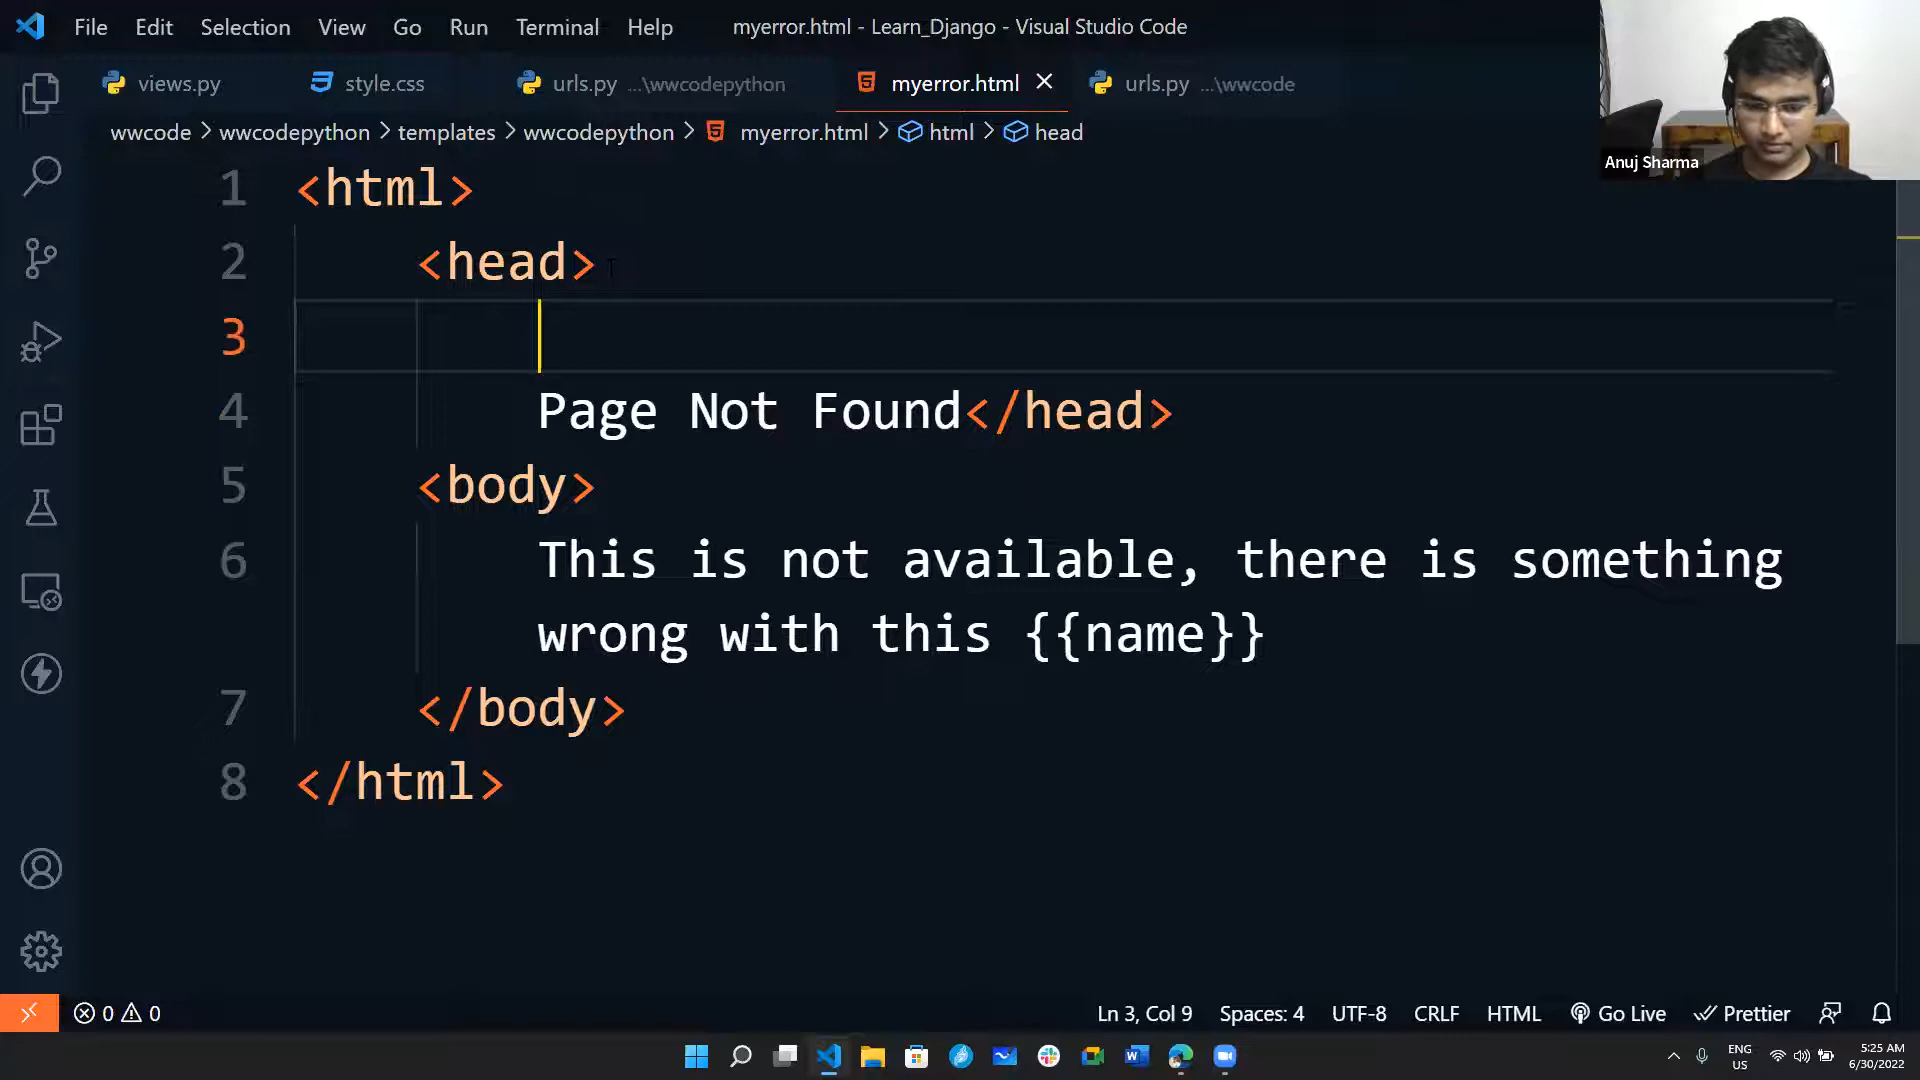 File Edit Selection View Go Run Terminal Help myerror.html - Learn_Django - Visual Studio Code
views.py style.css urls.py ...\wwcodepython myerror.html urls.py ...\wwcode
wwcode > wwcodepython > templates > wwcodepython > myerror.html > html > head
Anuj Sharma
1 <html>
2 <head>
3
4 Page Not Found</head>
5 <body>
6 This is not available, there is something
wrong with this {{name}}
7 </body>
8 </html>
0 0 Ln 3, Col 9 Spaces: 4 UTF-8 CRLF HTML Go Live Prettier
ENG
US
5:25 AM
6/30/2022